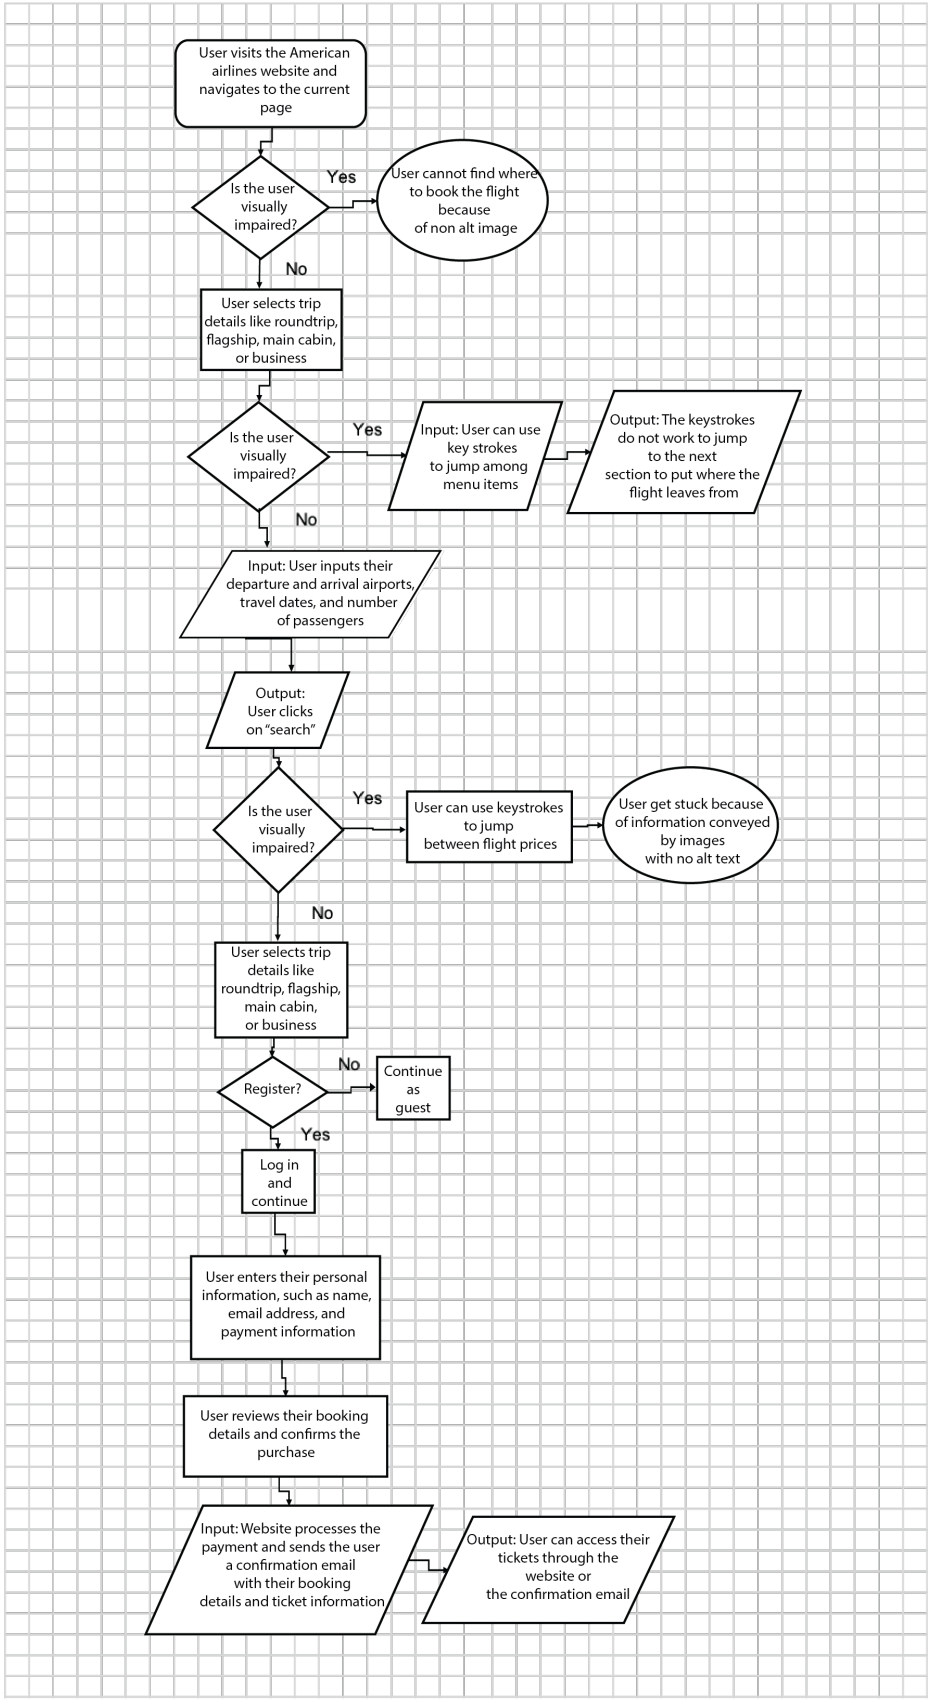 User visits the American
airlines website and
navigates to the current
page
Is the user
visually
impaired?
Yes
User cannot find where
to book the flight
because
of non alt image
No
User selects trip
details like roundtrip,
flagship, main cabin,
or business
Is the user
visually
impaired?
Yes
Input: User can use
key strokes
to jump among
menu items
Output: The keystrokes
do not work to jump
to the next
section to put where the
flight leaves from
No
Input: User inputs their
departure and arrival airports,
travel dates, and number
of passengers
Output:
User clicks
on “search”
Is the user
visually
impaired?
Yes
User can use keystrokes
to jump
between flight prices
User get stuck because
of information conveyed
by images
with no alt text
No
User selects trip
details like
roundtrip, flagship,
main cabin,
or business
Register?
No
Continue
as
guest
Yes
Log in
and
continue
User enters their personal
information, such as name,
email address, and
payment information
User reviews their booking
details and confirms the
purchase
Input: Website processes the
payment and sends the user
a confirmation email
with their booking
details and ticket information
Output: User can access their
tickets through the
website or
the confirmation email